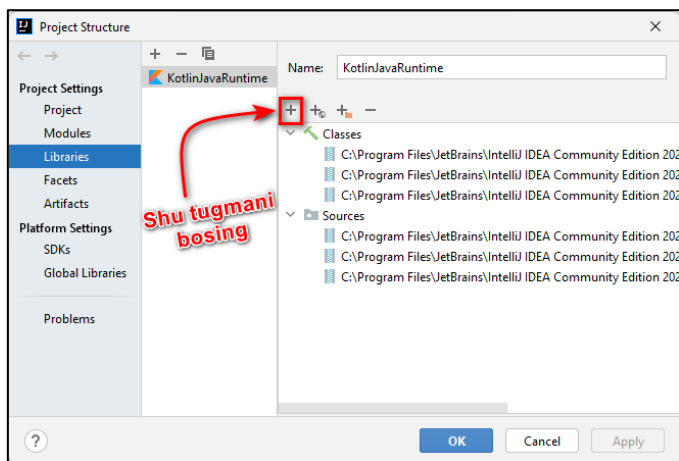 Project Structure
Project Settings
Project
Modules
Libraries
Facets
Artifacts
Platform Settings
SDKs
Global Libraries
Problems
KotlinJavaRuntime
Name: KotlinJavaRuntime
Classes
C:\Program Files\JetBrains\IntelliJ IDEA Community Edition 202
C:\Program Files\JetBrains\IntelliJ IDEA Community Edition 202
C:\Program Files\JetBrains\IntelliJ IDEA Community Edition 202
Sources
C:\Program Files\JetBrains\IntelliJ IDEA Community Edition 202
C:\Program Files\JetBrains\IntelliJ IDEA Community Edition 202
C:\Program Files\JetBrains\IntelliJ IDEA Community Edition 202
Shu tugmani
bosing
? OK Cancel Apply